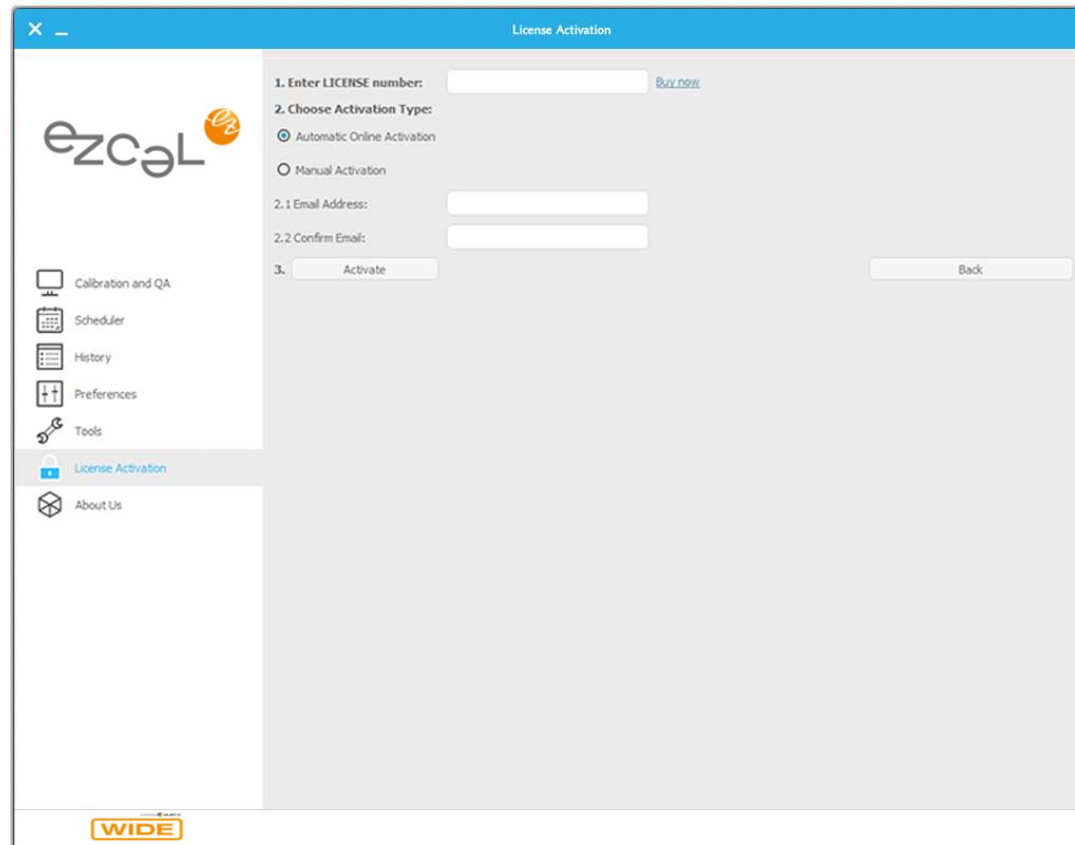 License Activation
ezcaL ez
1. Enter LICENSE number: Buy now
2. Choose Activation Type:
Automatic Online Activation
Manual Activation
2.1 Email Address:
2.2 Confirm Email:
3. Activate Back
Calibration and QA
Scheduler
History
Preferences
Tools
License Activation
About Us
WIDE